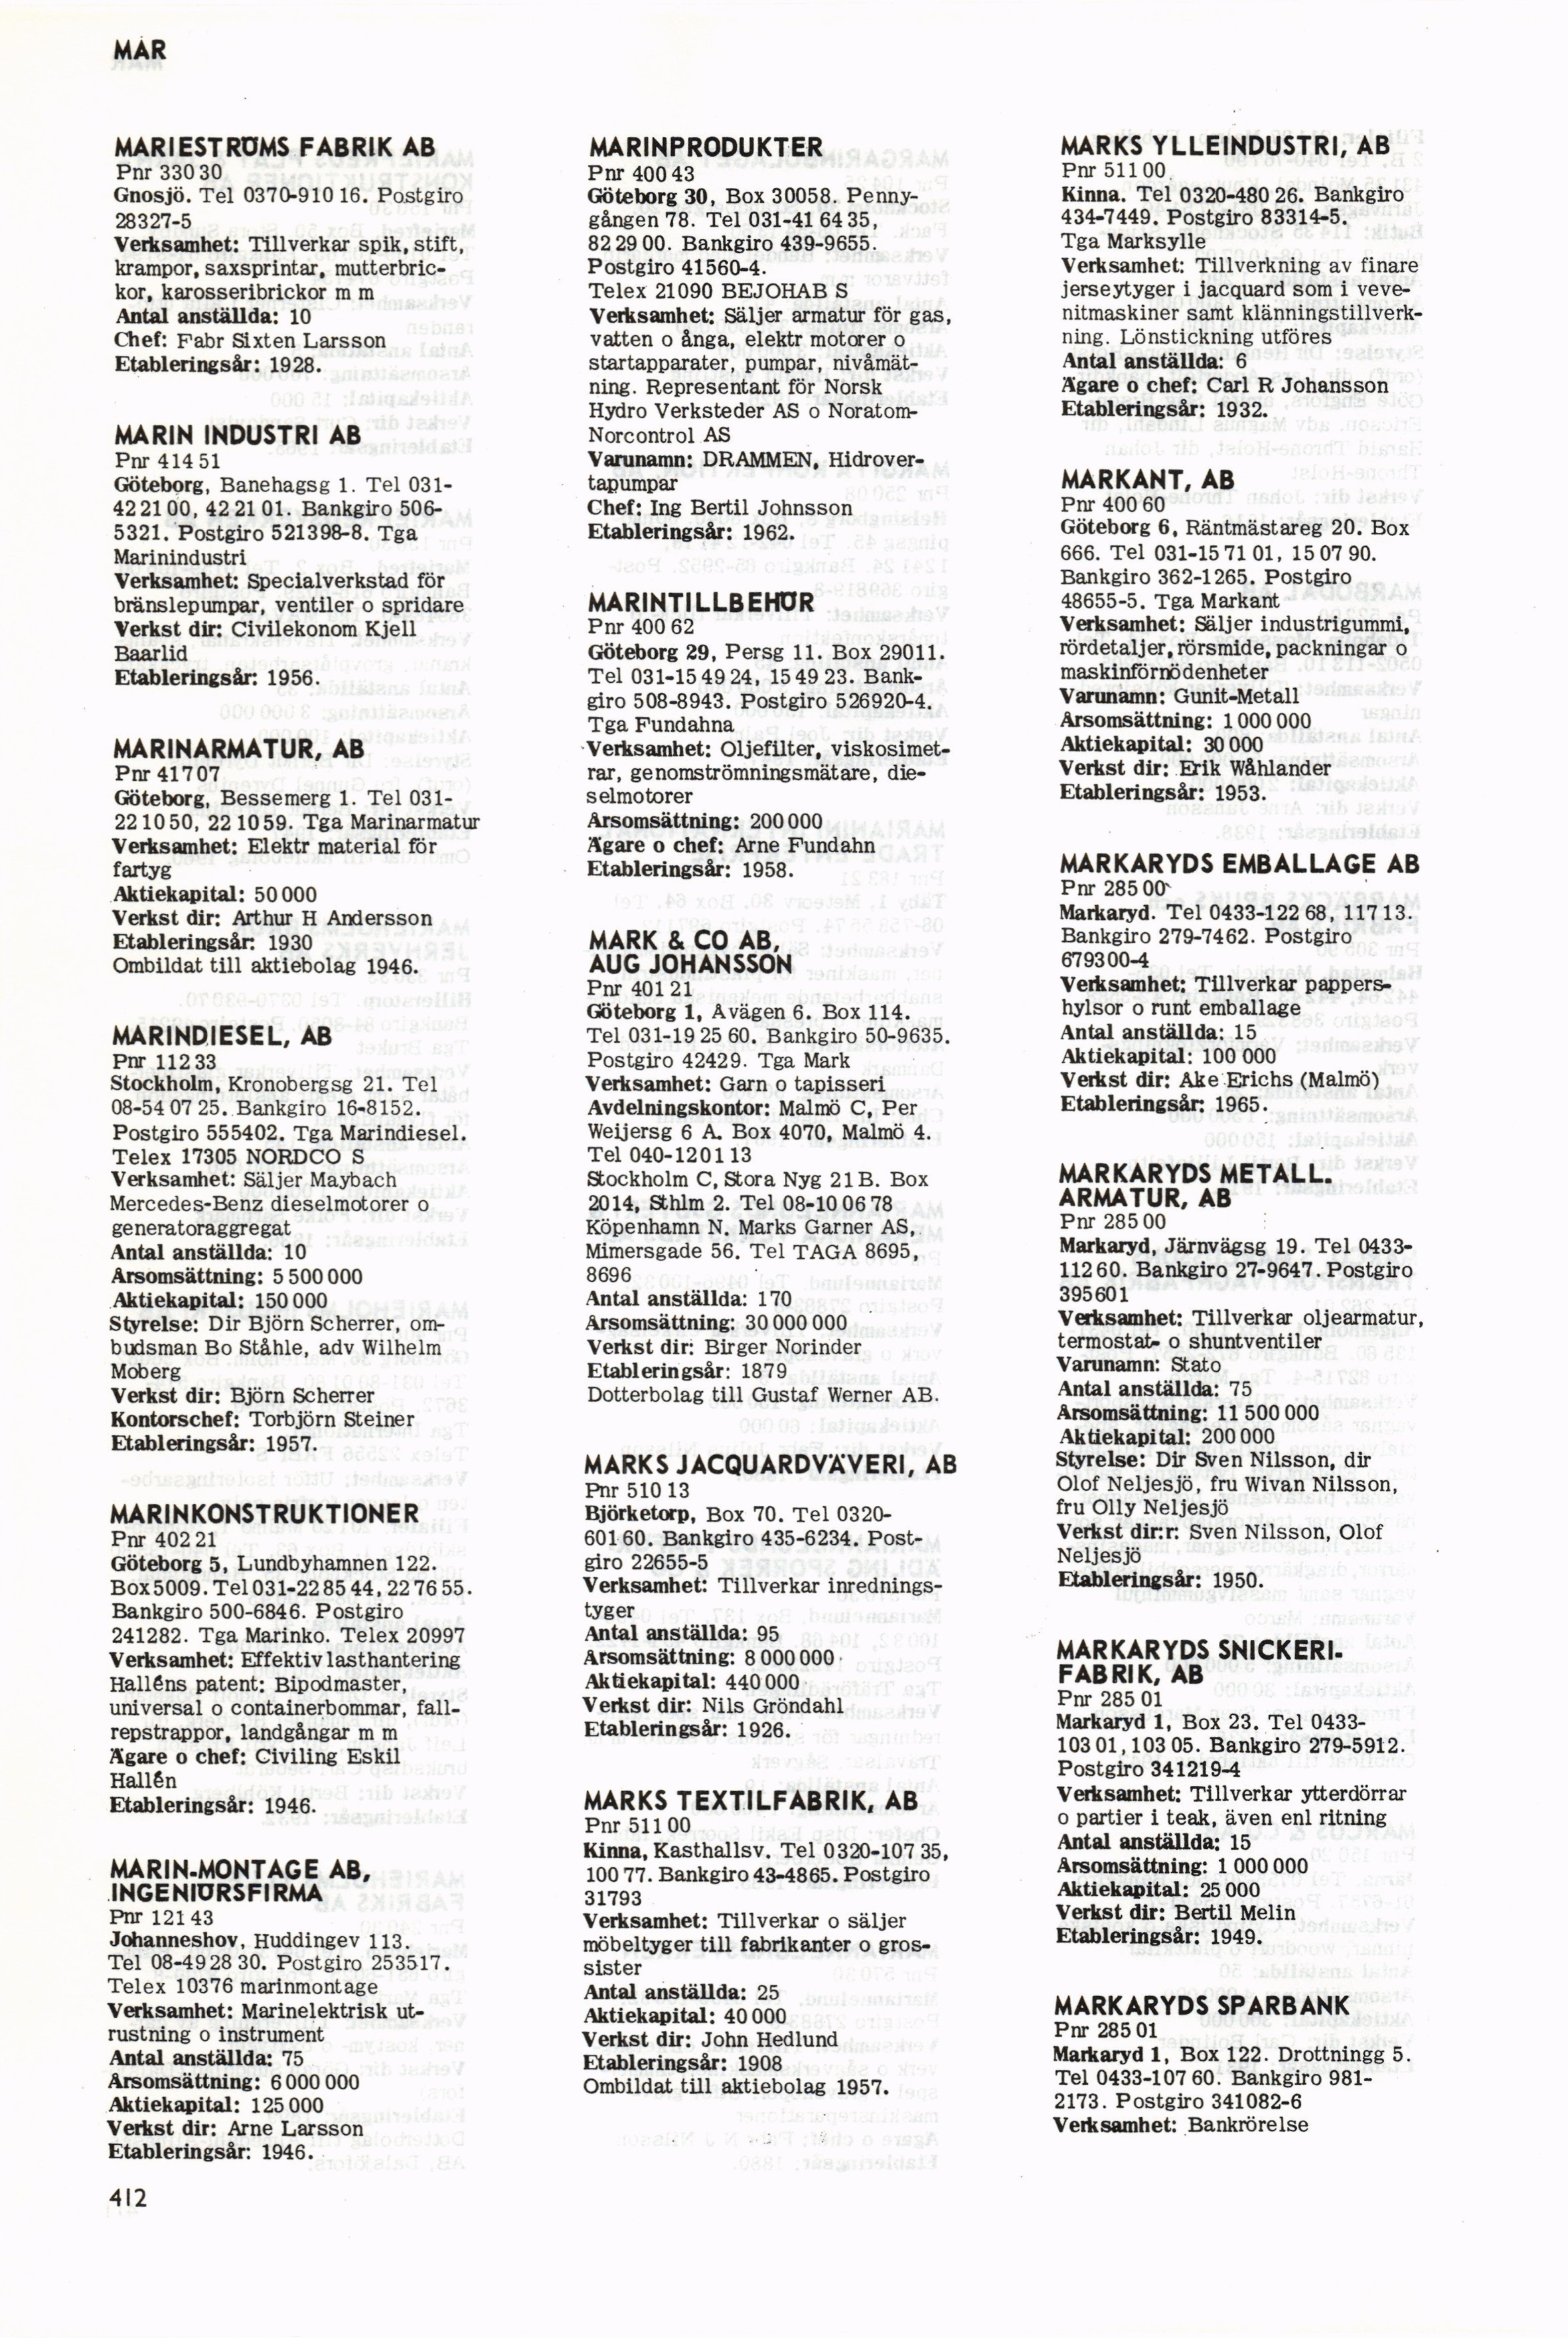 MAR
MARIESTRÖMS FABRIK AB
Pnr 330 30
Gnosjö. Tel 0370-910 16. Postgiro
28327-5
Verksamhet: Tillverkar spik, stift,
krampor, saxsprintar, mutterbric-
kor, karosseribrickor m m
Antal anställda: 10
Chef: Fabr Sixten Larsson
Etableringsår: 1928.
MARIN INDUSTRI AB
Pnr 414 51
Göteborg, Banehagsg 1. Tel 031-
42 21 00, 42 21 01. Bankgiro 506-
5321. Postgiro 521398-8. Tga
Marinindustri
Verksamhet: Specialverkstad för
bränslepumpar, ventiler o spridare
Verkst dir: Civilekonom Kjell
Baarlid
Etableringsår: 1956.
MARINARMATUR, AB
Pnr 417 07
Göteborg, Bessemerg 1. Tel 031-
22 10 50, 22 10 59. Tga Marinarmatur
Verksamhet: Elektr material för
fartyg
Aktiekapital: 50 000
Verkst dir: Arthur H Andersson
Etableringsår: 1930
Ombildat till aktiebolag 1946.
MARINDIESEL, AB
Pnr 112 33
Stockholm, Kronobergsg 21. Tel
08-54 07 25. Bankgiro 16-8152.
Postgiro 555402. Tga Marindiesel.
Telex 17305 NORDCO S
Verksamhet: Säljer Maybach
Mercedes-Benz dieselmotorer o
generatoraggregat
Antal anställda: 10
Årsomsättning: 5 500 000
Aktiekapital: 150 000
Styrelse: Dir Björn Scherrer, om-
budsman Bo Ståhle, adv Wilhelm
Moberg
Verkst dir: Björn Scherrer
Kontorschef: Torbjörn Steiner
Etableringsår: 1957.
MARINKONSTRUKTIONER
Pnr 402 21
Göteborg 5, Lundbyhamnen 122.
Box 5009. Tel 031-22 85 44, 22 76 55.
Bankgiro 500-6846. Postgiro
241282. Tga Marinko. Telex 20997
Verksamhet: Effektiv lasthantering
Halléns patent: Bipodmaster,
universal o containerbommar, fall-
repstrappor, landgångar m m
Ägare o chef: Civiling Eskil
Hallén
Etableringsår: 1946.
MARIN-MONTAGE AB,
INGENIÖRSFIRMA
Pnr 121 43
Johanneshov, Huddingev 113.
Tel 08-49 28 30. Postgiro 253517.
Telex 10376 marinmontage
Verksamhet: Marinelektrisk ut-
rustning o instrument
Antal anställda: 75
Årsomsättning: 6 000 000
Aktiekapital: 125 000
Verkst dir: Arne Larsson
Etableringsår: 1946.
412
MARINPRODUKTER
Pnr 400 43
Göteborg 30, Box 30058. Penny-
gången 78. Tel 031-41 64 35,
82 29 00. Bankgiro 439-9655.
Postgiro 41560-4.
Telex 21090 BEJOHAB S
Verksamhet: Säljer armatur för gas,
vatten o ånga, elektr motorer o
startapparater, pumpar, nivåmät-
ning. Representant för Norsk
Hydro Verksteder AS o Noratom-
Norcontrol AS
Varunamn: DRAMMEN, Hidrover-
tapumpar
Chef: Ing Bertil Johnsson
Etableringsår: 1962.
MARINTILLBEHÖR
Pnr 400 62
Göteborg 29, Persg 11. Box 29011.
Tel 031-15 49 24, 15 49 23. Bank-
giro 508-8943. Postgiro 526920-4.
Tga Fundahna
Verksamhet: Oljefilter, viskosimet-
rar, genomströmningsmätare, die-
selmotorer
Årsomsättning: 200 000
Ägare o chef: Arne Fundahn
Etableringsår: 1958.
MARK & CO AB,
AUG JOHANSSON
Pnr 401 21
Göteborg 1, Avägen 6. Box 114.
Tel 031-19 25 60. Bankgiro 50-9635.
Postgiro 42429. Tga Mark
Verksamhet: Garn o tapisseri
Avdelningskontor: Malmö C, Per
Weijersg 6 A. Box 4070, Malmö 4.
Tel 040-12 01 13
Stockholm C, Stora Nyg 21 B. Box
2014, Sthlm 2. Tel 08-10 06 78
Köpenhamn N, Marks Garner AS,
Mimersgade 56. Tel TAGA 8695,
8696
Antal anställda: 170
Årsomsättning: 30 000 000
Verkst dir: Birger Norinder
Etableringsår: 1879
Dotterbolag till Gustaf Werner AB.
MARKS JACQUARDVÄVERI, AB
Pnr 510 13
Björketorp, Box 70. Tel 0320-
601 60. Bankgiro 435-6234. Post-
giro 22655-5
Verksamhet: Tillverkar inrednings-
tyger
Antal anställda: 95
Årsomsättning: 8 000 000
Aktiekapital: 440 000
Verkst dir: Nils Gröndahl
Etableringsår: 1926.
MARKS TEXTILFABRIK, AB
Pnr 511 00
Kinna, Kasthallsv. Tel 0320-107 35,
100 77. Bankgiro 43-4865. Postgiro
31793
Verksamhet: Tillverkar o säljer
möbeltyger till fabrikanter o gros-
sister
Antal anställda: 25
Aktiekapital: 40 000
Verkst dir: John Hedlund
Etableringsår: 1908
Ombildat till aktiebolag 1957.
MARKS YLLEINDUSTRI, AB
Pnr 511 00
Kinna. Tel 0320-480 26. Bankgiro
434-7449. Postgiro 83314-5.
Tga Marksylle
Verksamhet: Tillverkning av finare
jerseytyger i jacquard som i veve-
nitmaskiner samt klänningstillverk-
ning. Lönstickning utföres
Antal anställda: 6
Ägare o chef: Carl R Johansson
Etableringsår: 1932.
MARKANT, AB
Pnr 400 60
Göteborg 6, Räntmästareg 20. Box
666. Tel 031-15 71 01, 15 07 90.
Bankgiro 362-1265. Postgiro
48655-5. Tga Markant
Verksamhet: Säljer industrigummi,
rördetaljer, rörsmide, packningar o
maskinförnödenheter
Varunamn: Gunit-Metall
Årsomsättning: 1 000 000
Aktiekapital: 30 000
Verkst dir: Erik Wåhlander
Etableringsår: 1953.
MARKARYDS EMBALLAGE AB
Pnr 285 00
Markaryd. Tel 0433-122 68, 117 13.
Bankgiro 279-7462. Postgiro
679300-4
Verksamhet: Tillverkar pappers-
hylsor o runt emballage
Antal anställda: 15
Aktiekapital: 100 000
Verkst dir: Ake Erichs (Malmö)
Etableringsår: 1965.
MARKARYDS METALL-
ARMATUR, AB
Pnr 285 00
Markaryd, Järnvägsg 19. Tel 0433-
112 60. Bankgiro 27-9647. Postgiro
395601
Verksamhet: Tillverkar oljearmatur,
termostat- o shuntventiler
Varunamn: Stato
Antal anställda: 75
Årsomsättning: 11 500 000
Aktiekapital: 200 000
Styrelse: Dir Sven Nilsson, dir
Olof Neljesjö, fru Wivan Nilsson,
fru Olly Neljesjö
Verkst dir:r: Sven Nilsson, Olof
Neljesjö
Etableringsår: 1950.
MARKARYDS SNICKERI-
FABRIK, AB
Pnr 285 01
Markaryd 1, Box 23. Tel 0433-
103 01, 103 05. Bankgiro 279-5912.
Postgiro 341219-4
Verksamhet: Tillverkar ytterdörrar
o partier i teak, även enl ritning
Antal anställda: 15
Årsomsättning: 1 000 000
Aktiekapital: 25 000
Verkst dir: Bertil Melin
Etableringsår: 1949.
MARKARYDS SPARBANK
Pnr 285 01
Markaryd 1, Box 122. Drottningg 5.
Tel 0433-107 60. Bankgiro 981-
2173. Postgiro 341082-6
Verksamhet: Bankrörelse